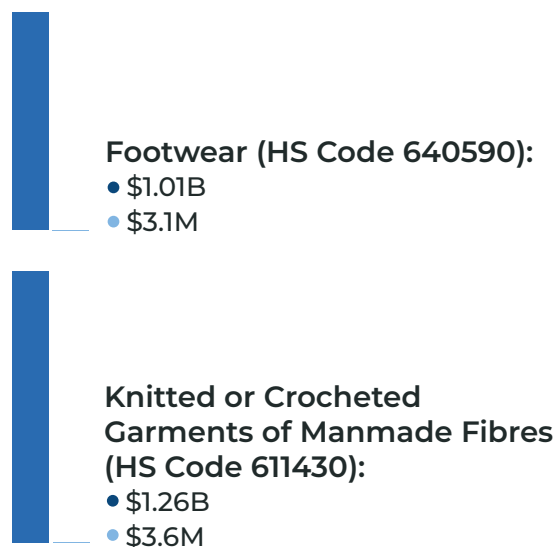 Footwear (HS Code 640590):
$1.01B
$3.1M
Knitted or Crocheted
Garments of Manmade Fibres
(HS Code 611430):
$1.26B
$3.6M